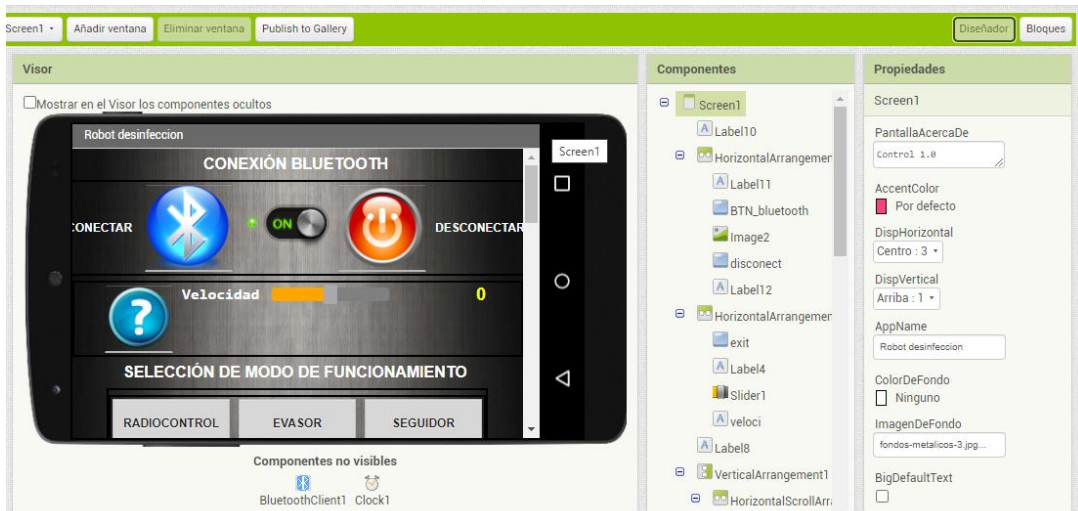 Screen1
Añadir ventana
Eliminar ventana
Publish to Gallery
Diseñador
Bloques
Visor
Mostrar en el Visor los componentes ocultos
Robot desinfeccion
CONEXIÓN BLUETOOTH
CONECTAR
ON
DESCONECTAR
Velocidad
0
?
SELECCIÓN DE MODO DE FUNCIONAMIENTO
RADIOCONTROL
EVASOR
SEGUIDOR
Screen1
Componentes no visibles
BluetoothClient1
Clock1
Componentes
Screen1
Label10
HorizontalArrangemer
Label11
BTN_bluetooth
Image2
disconect
Label12
HorizontalArrangemer
exit
Label4
Slider1
veloci
Label8
VerticalArrangement1
HorizontalScrollArra
Propiedades
Screen1
PantallaAcercaDe
Control 1.0
AccentColor
Por defecto
DispHorizontal
Centro : 3
DispVertical
Arriba : 1
AppName
Robot desinfeccion
ColorDeFondo
Ninguno
ImagenDeFondo
fondos-metalicos-3.jpg...
BigDefaultText